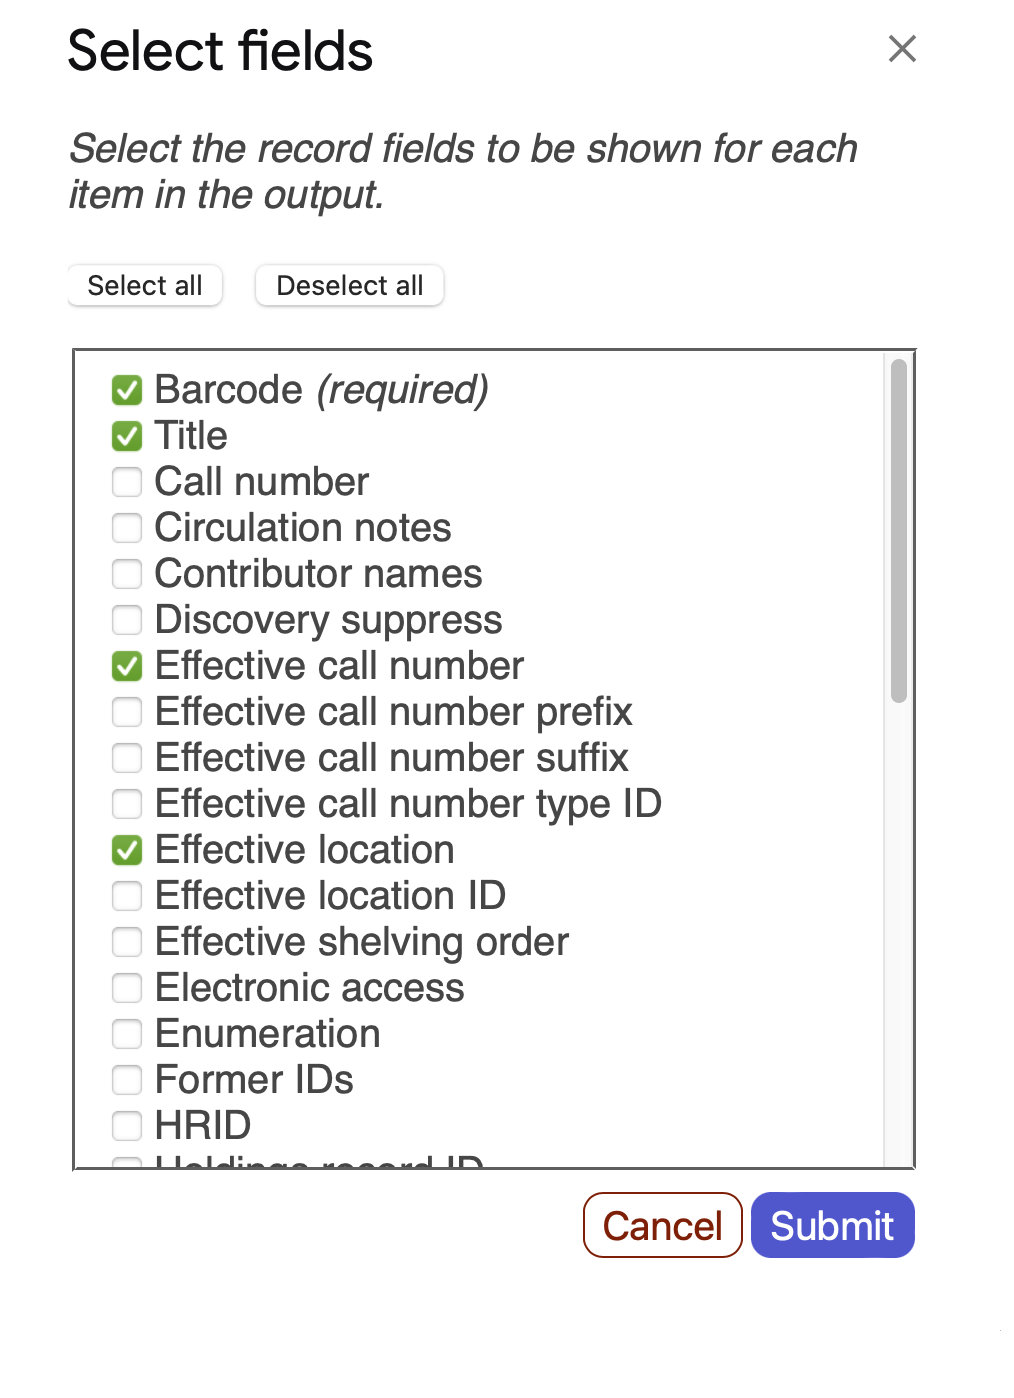 Select fields
Select the record fields to be shown for each
item in the output.
Select all
Deselect all
Barcode (required)
Title
Call number
Circulation notes
Contributor names
Discovery suppress
Effective call number
Effective call number prefix
Effective call number suffix
Effective call number type ID
Effective location
Effective location ID
Effective shelving order
Electronic access
Enumeration
Former IDs
HRID
Holdings record ID
Cancel
Submit